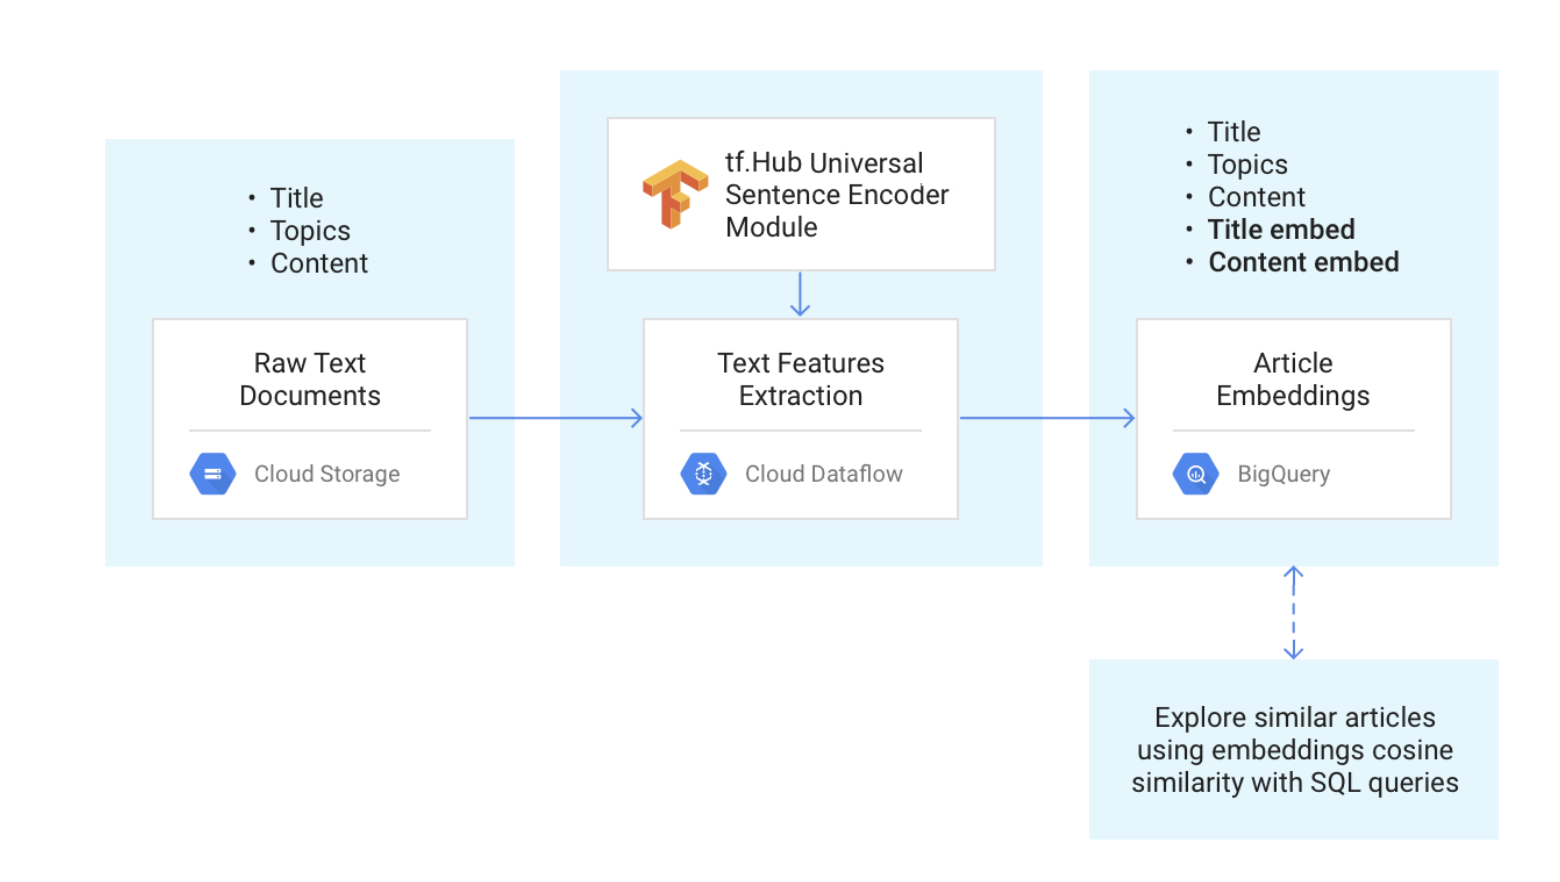 • Title
• Topics
• Content
Raw Text
Documents
Cloud Storage
tf.Hub Universal
Sentence Encoder
Module
Text Features
Extraction
Cloud Dataflow
• Title
• Topics
• Content
• Title embed
• Content embed
Article
Embeddings
BigQuery
Explore similar articles
using embeddings cosine
similarity with SQL queries